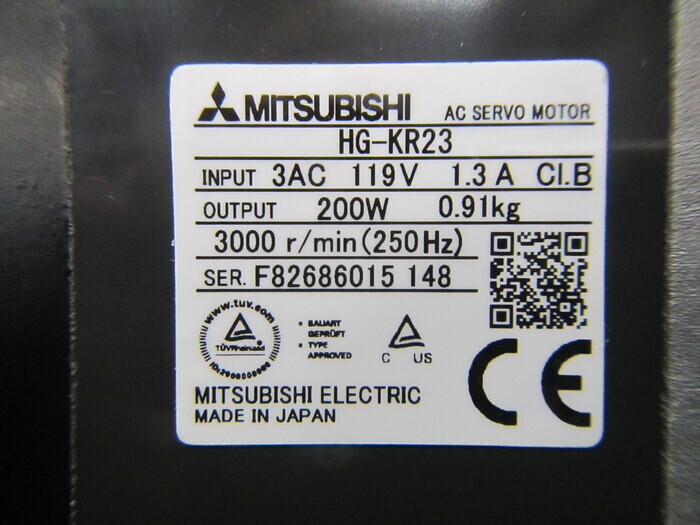 MITSUBISHI AC SERVO MOTOR
HG-KR23
INPUT 3AC 119V 1.3 A CI.B
OUTPUT 200W 0.91kg
3000 r/min(250Hz)
SER. F82686015 148
www.tuv.com
TÜVRheinland
• BAUART
GEPRÜFT
• TYPE
APPROVED
C US
CE
MITSUBISHI ELECTRIC
MADE IN JAPAN